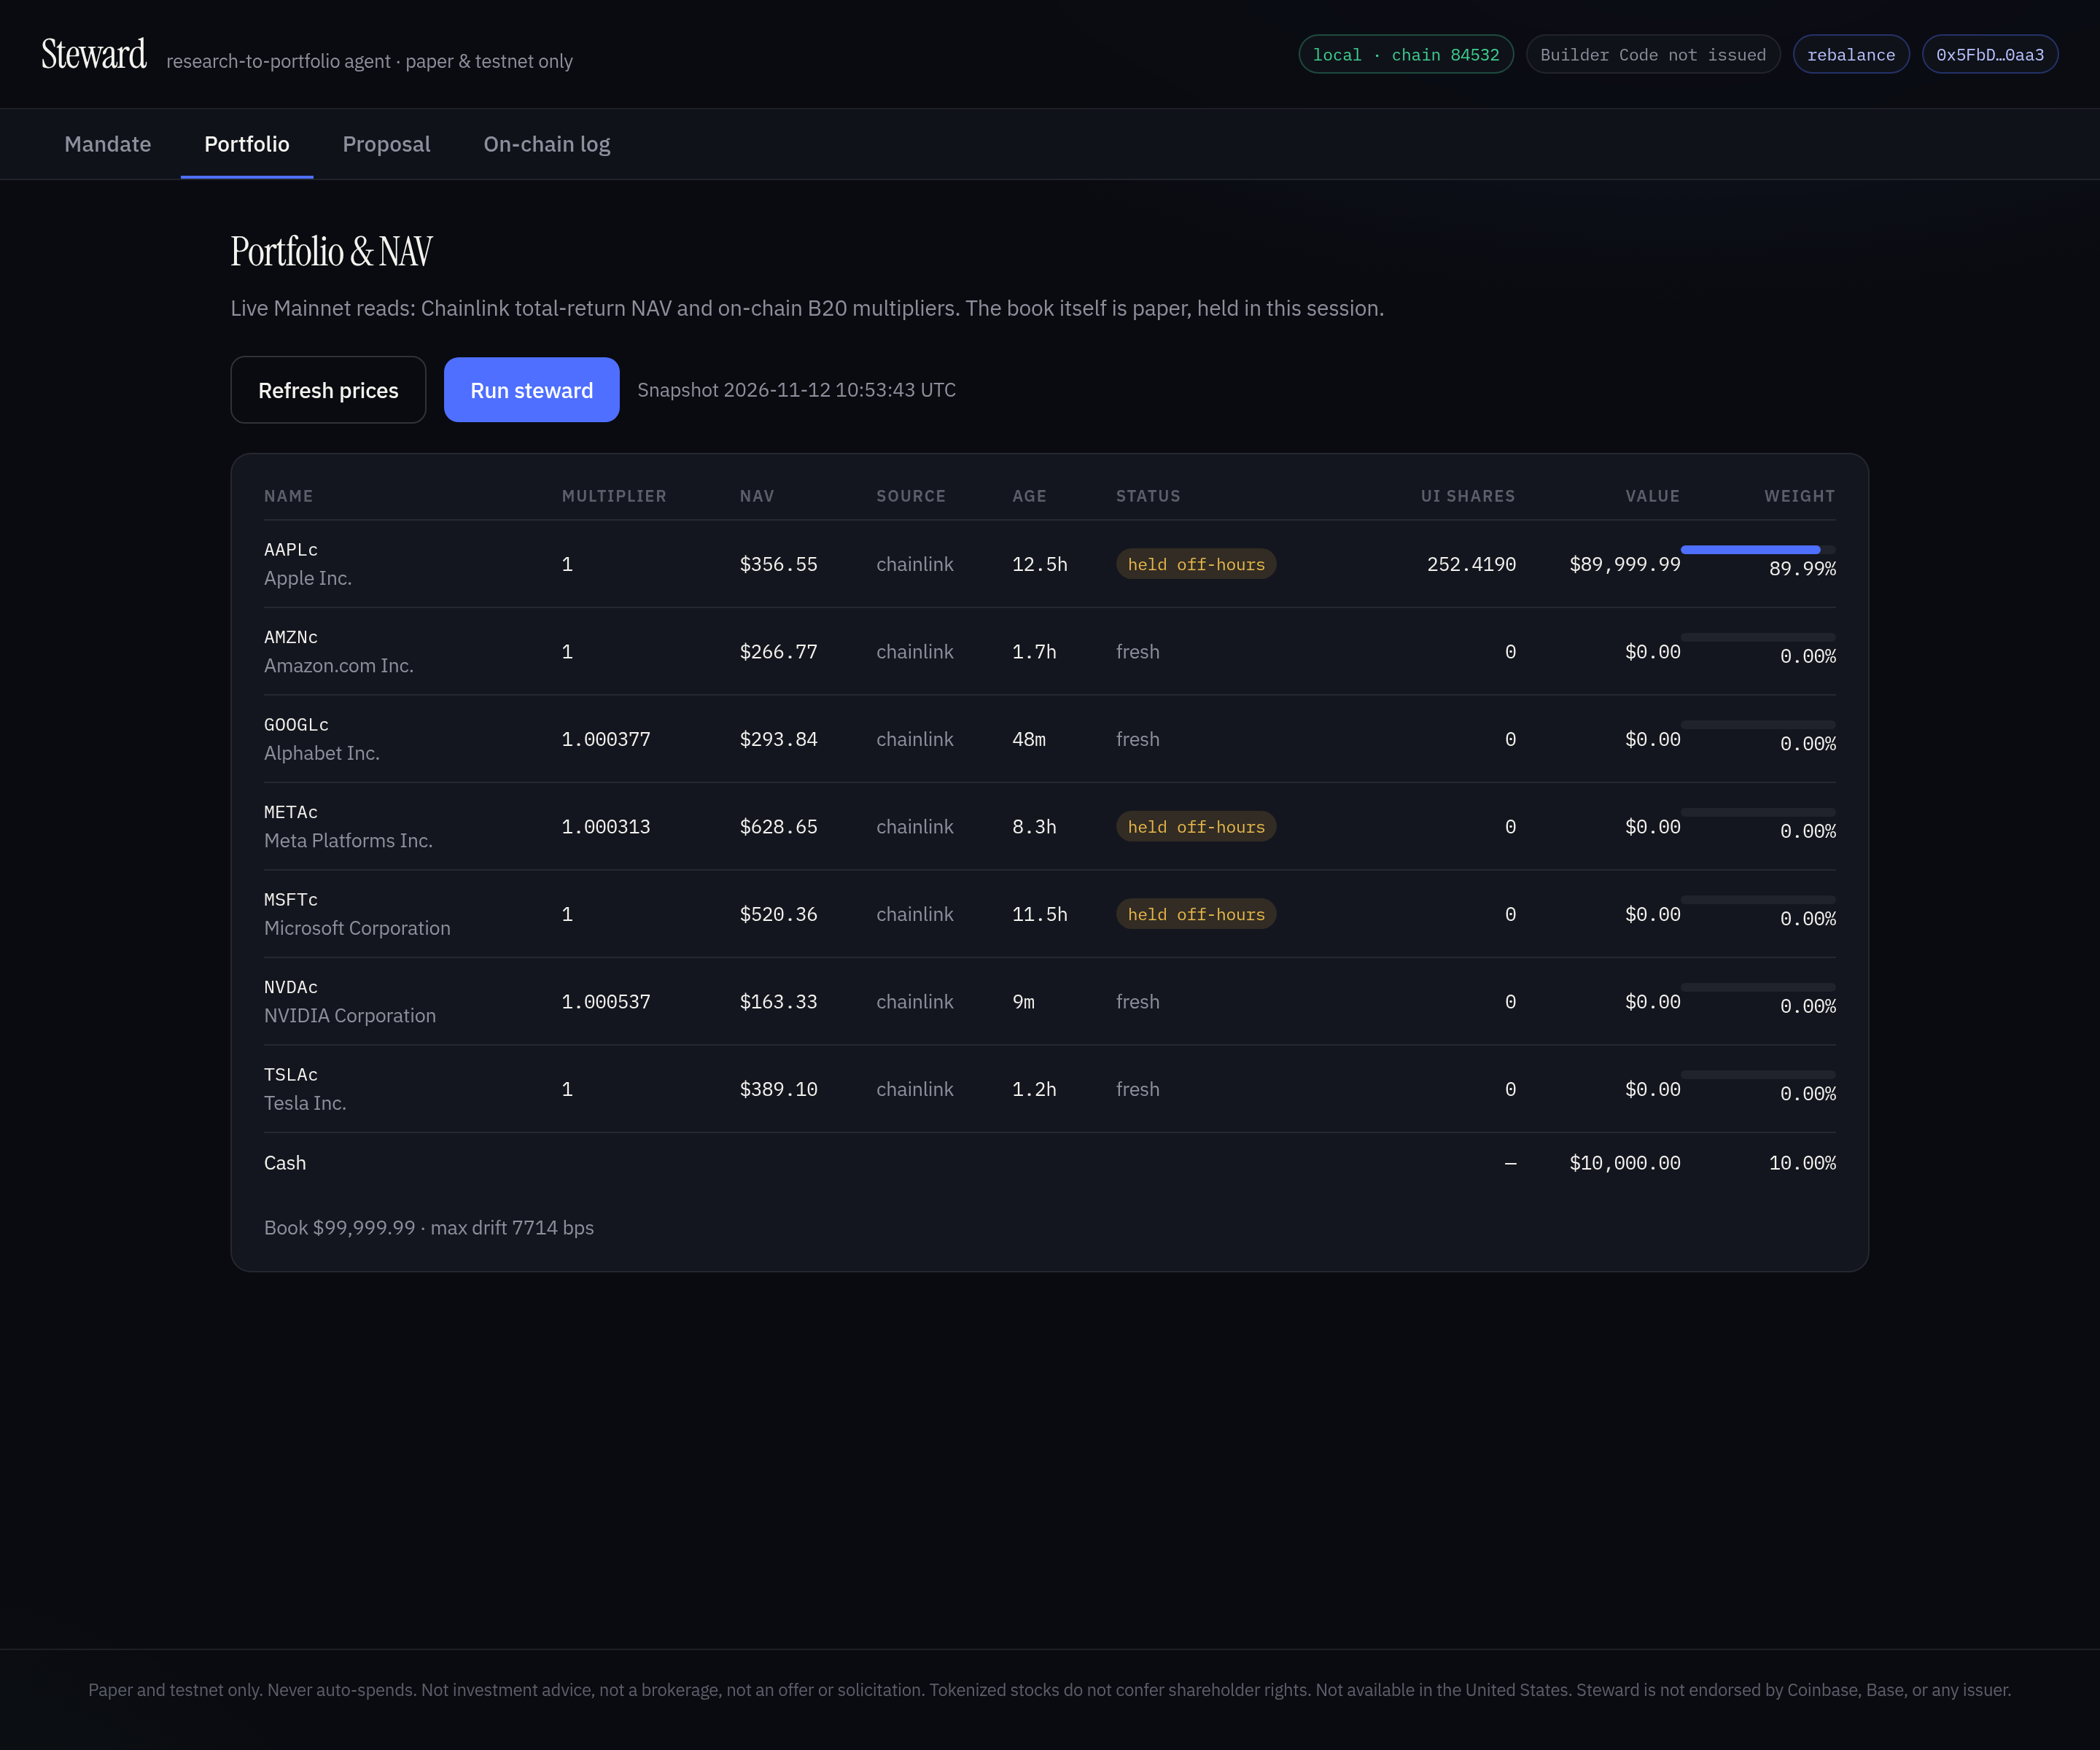 Steward research-to-portfolio agent · paper & testnet only local · chain 84532 Builder Code not issued rebalance 0x5FbD…0aa3
Mandate Portfolio Proposal On-chain log
Portfolio & NAV
Live Mainnet reads: Chainlink total-return NAV and on-chain B20 multipliers. The book itself is paper, held in this session.
Refresh prices Run steward Snapshot 2026-11-12 10:53:43 UTC
NAME MULTIPLIER NAV SOURCE AGE STATUS UI SHARES VALUE WEIGHT
AAPLc
Apple Inc. 1 $356.55 chainlink 12.5h held off-hours 252.4190 $89,999.99 89.99%
AMZNc
Amazon.com Inc. 1 $266.77 chainlink 1.7h fresh 0 $0.00 0.00%
GOOGLc
Alphabet Inc. 1.000377 $293.84 chainlink 48m fresh 0 $0.00 0.00%
METAc
Meta Platforms Inc. 1.000313 $628.65 chainlink 8.3h held off-hours 0 $0.00 0.00%
MSFTc
Microsoft Corporation 1 $520.36 chainlink 11.5h held off-hours 0 $0.00 0.00%
NVDAc
NVIDIA Corporation 1.000537 $163.33 chainlink 9m fresh 0 $0.00 0.00%
TSLAc
Tesla Inc. 1 $389.10 chainlink 1.2h fresh 0 $0.00 0.00%
Cash — $10,000.00 10.00%
Book $99,999.99 · max drift 7714 bps
Paper and testnet only. Never auto-spends. Not investment advice, not a brokerage, not an offer or solicitation. Tokenized stocks do not confer shareholder rights. Not available in the United States. Steward is not endorsed by Coinbase, Base, or any issuer.